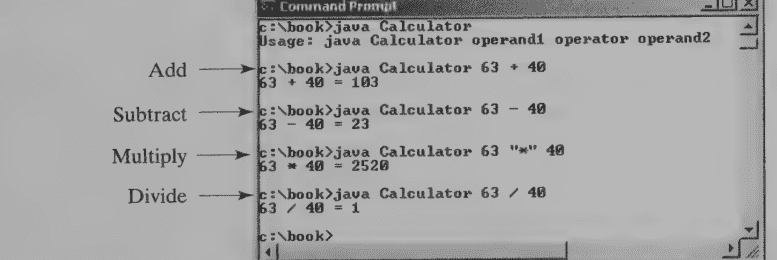 Command Prompt
c:\book>java Calculator
Usage: java Calculator operand1 operator operand2
Add c:\book>java Calculator 63 + 40
63 + 40 = 103
Subtract c:\book>java Calculator 63 - 40
63 - 40 = 23
Multiply c:\book>java Calculator 63 "*" 40
63 * 40 = 2520
Divide c:\book>java Calculator 63 / 40
63 / 40 = 1
c:\book>